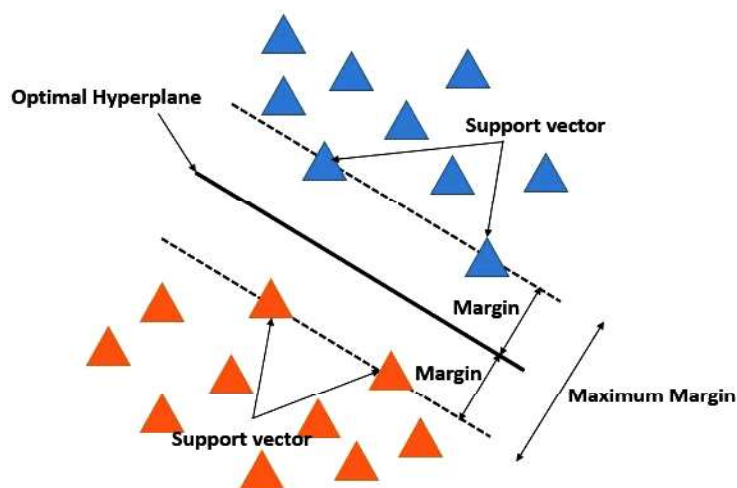 Optimal Hyperplane
Support vector
Margin
Margin
Maximum Margin
Support vector